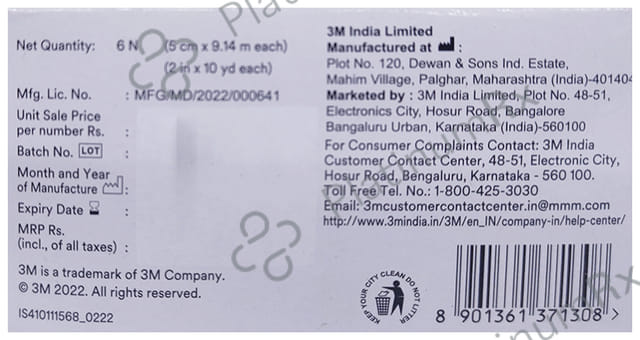 Net Quantity: 6 N (5 cm x 9.14 m each)
(2 in x 10 yd each)
Mfg. Lic. No. : MFG/MD/2022/000641
Unit Sale Price
per number Rs. :
Batch No. LOT :
Month and Year
of Manufacture :
Expiry Date :
MRP Rs.
(incl., of all taxes) :
3M is a trademark of 3M Company.
© 3M 2022. All rights reserved.
IS410111568_0222
3M India Limited
Manufactured at :
Plot No. 120, Dewan & Sons Ind. Estate,
Mahim Village, Palghar, Maharashtra (India)-401404
Marketed by : 3M India Limited, Plot No. 48-51,
Electronics City, Hosur Road, Bangalore
Bangaluru Urban, Karnataka (India)-560100
For Consumer Complaints Contact: 3M India
Customer Contact Center, 48-51, Electronic City,
Hosur Road, Bengaluru, Karnataka - 560 100.
Toll Free Tel. No.: 1-800-425-3030
Email: 3mcustomercontactcenter.in@mmm.com
http://www.3mindia.in/3M/en_IN/company-in/help-center/
KEEP YOUR CITY CLEAN DO NOT LITTER
8 901361 371308 >
PlatinumRx